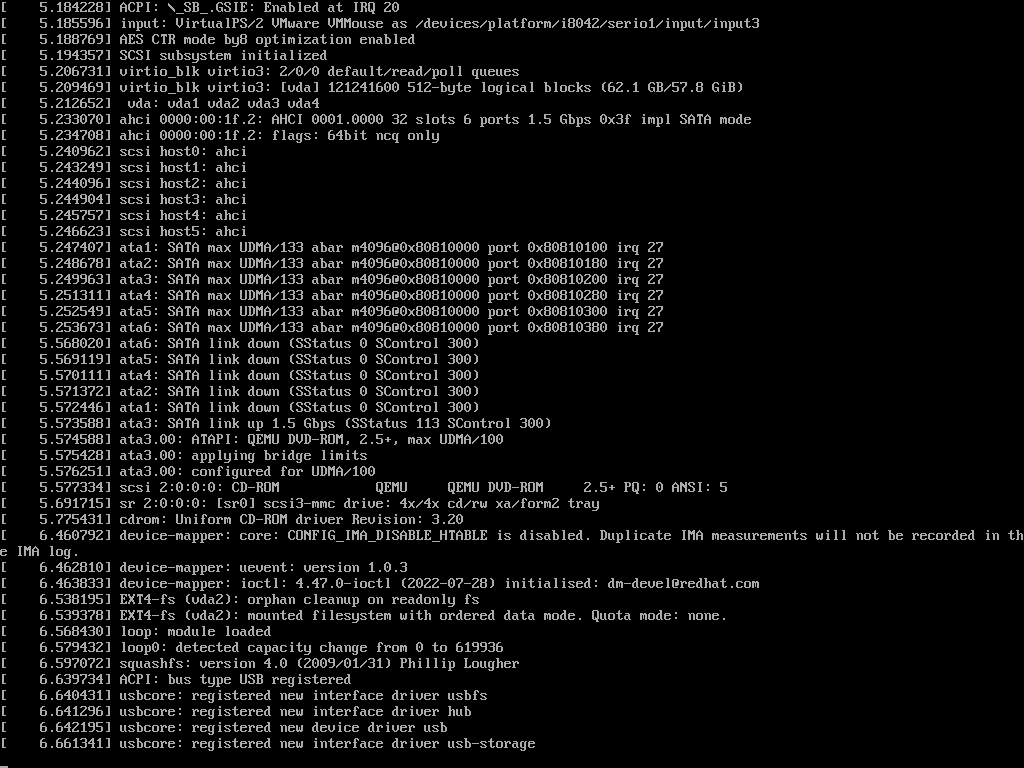 [    5.184228] ACPI: \_SB_.GSIE: Enabled at IRQ 20
[    5.185596] input: VirtualPS/2 VMware VMMouse as /devices/platform/i8042/serio1/input/input3
[    5.188769] AES CTR mode by8 optimization enabled
[    5.194357] SCSI subsystem initialized
[    5.206731] virtio_blk virtio3: 2/0/0 default/read/poll queues
[    5.209469] virtio_blk virtio3: [vda] 121241600 512-byte logical blocks (62.1 GB/57.8 GiB)
[    5.212652]  vda: vda1 vda2 vda3 vda4
[    5.233070] ahci 0000:00:1f.2: AHCI 0001.0000 32 slots 6 ports 1.5 Gbps 0x3f impl SATA mode
[    5.234708] ahci 0000:00:1f.2: flags: 64bit ncq only
[    5.240962] scsi host0: ahci
[    5.243249] scsi host1: ahci
[    5.244096] scsi host2: ahci
[    5.244904] scsi host3: ahci
[    5.245757] scsi host4: ahci
[    5.246623] scsi host5: ahci
[    5.247407] ata1: SATA max UDMA/133 abar m4096@0x80810000 port 0x80810100 irq 27
[    5.248678] ata2: SATA max UDMA/133 abar m4096@0x80810000 port 0x80810180 irq 27
[    5.249963] ata3: SATA max UDMA/133 abar m4096@0x80810000 port 0x80810200 irq 27
[    5.251311] ata4: SATA max UDMA/133 abar m4096@0x80810000 port 0x80810280 irq 27
[    5.252549] ata5: SATA max UDMA/133 abar m4096@0x80810000 port 0x80810300 irq 27
[    5.253673] ata6: SATA max UDMA/133 abar m4096@0x80810000 port 0x80810380 irq 27
[    5.568020] ata6: SATA link down (SStatus 0 SControl 300)
[    5.569119] ata5: SATA link down (SStatus 0 SControl 300)
[    5.570111] ata4: SATA link down (SStatus 0 SControl 300)
[    5.571372] ata2: SATA link down (SStatus 0 SControl 300)
[    5.572446] ata1: SATA link down (SStatus 0 SControl 300)
[    5.573588] ata3: SATA link up 1.5 Gbps (SStatus 113 SControl 300)
[    5.574588] ata3.00: ATAPI: QEMU DVD-ROM, 2.5+, max UDMA/100
[    5.575428] ata3.00: applying bridge limits
[    5.576251] ata3.00: configured for UDMA/100
[    5.577334] scsi 2:0:0:0: CD-ROM            QEMU     QEMU DVD-ROM     2.5+ PQ: 0 ANSI: 5
[    5.691715] sr 2:0:0:0: [sr0] scsi3-mmc drive: 4x/4x cd/rw xa/form2 tray
[    5.775431] cdrom: Uniform CD-ROM driver Revision: 3.20
[    6.460792] device-mapper: core: CONFIG_IMA_DISABLE_HTABLE is disabled. Duplicate IMA measurements will not be recorded in th
e IMA log.
[    6.462810] device-mapper: uevent: version 1.0.3
[    6.463833] device-mapper: ioctl: 4.47.0-ioctl (2022-07-28) initialised: dm-devel@redhat.com
[    6.538195] EXT4-fs (vda2): orphan cleanup on readonly fs
[    6.539378] EXT4-fs (vda2): mounted filesystem with ordered data mode. Quota mode: none.
[    6.568430] loop: module loaded
[    6.579432] loop0: detected capacity change from 0 to 619936
[    6.597072] squashfs: version 4.0 (2009/01/31) Phillip Lougher
[    6.639734] ACPI: bus type USB registered
[    6.640431] usbcore: registered new interface driver usbfs
[    6.641296] usbcore: registered new interface driver hub
[    6.642195] usbcore: registered new device driver usb
[    6.661341] usbcore: registered new interface driver usb-storage